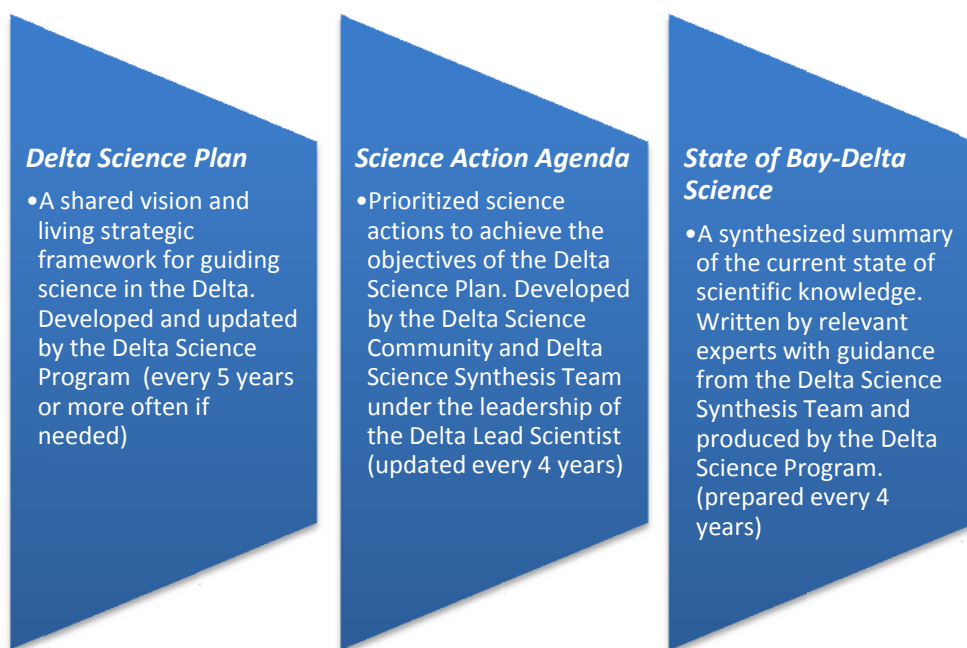 Delta Science Plan
•A shared vision and
living strategic
framework for guiding
science in the Delta.
Developed and updated
by the Delta Science
Program  (every 5 years
or more often if
needed)
Science Action Agenda
•Prioritized science
actions to achieve the
objectives of the Delta
Science Plan. Developed
by the Delta Science
Community and Delta
Science Synthesis Team
under the leadership of
the Delta Lead Scientist
(updated every 4 years)
State of Bay-Delta
Science
•A synthesized summary
of the current state of
scientific knowledge.
Written by relevant
experts with guidance
from the Delta Science
Synthesis Team and
produced by the Delta
Science Program.
(prepared every 4
years)